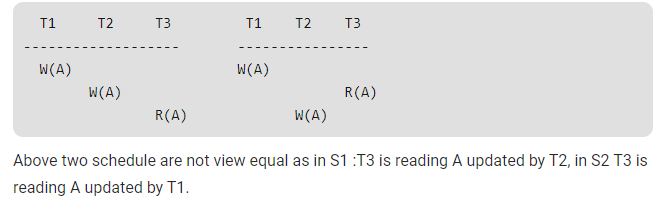 T1 T2 T3 T1 T2 T3
-------------------- -----------------
W(A) W(A)
W(A) R(A)
R(A) W(A)
Above two schedule are not view equal as in S1 :T3 is reading A updated by T2, in S2 T3 is
reading A updated by T1.